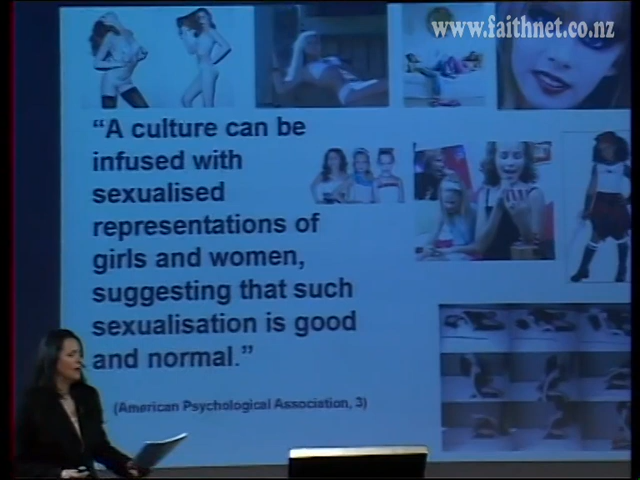 www.faithnet.co.nz
“A culture can be
infused with
sexualised
representations of
girls and women,
suggesting that such
sexualisation is good
and normal.”
(American Psychological Association, 3)